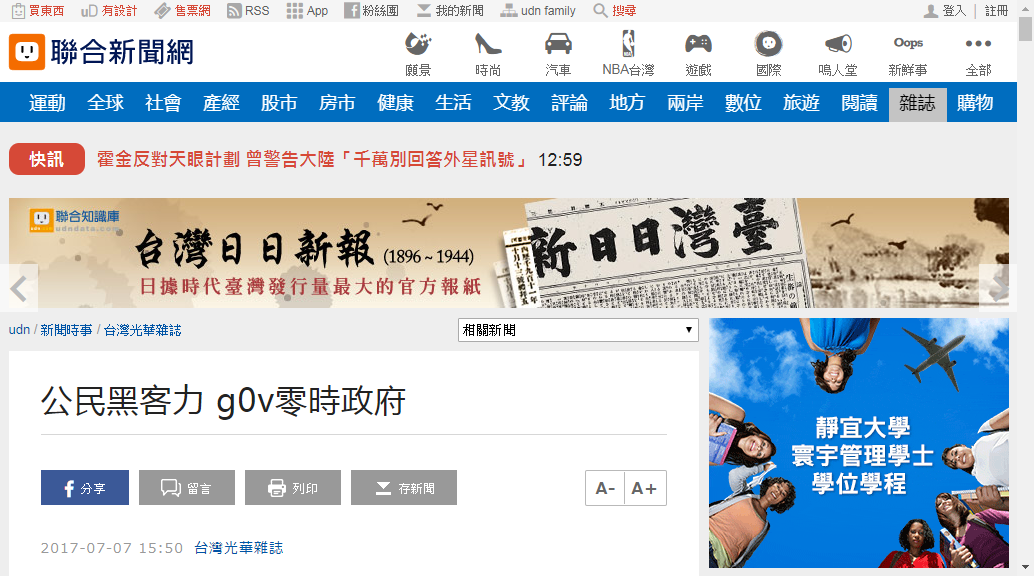 買東西 uD有設計 售票網 RSS App 粉絲團 我的新聞 udn family 搜尋 登入 | 註冊
聯合新聞網
願景 時尚 汽車 NBA台灣 遊戲 國際 鳴人堂 新鮮事 全部
Oops
運動 全球 社會 產經 股市 房市 健康 生活 文教 評論 地方 兩岸 數位 旅遊 閱讀 雜誌 購物
快訊 霍金反對天眼計劃 曾警告大陸「千萬別回答外星訊號」 12:59
聯合知識庫
udndata.com
台灣日日新報 (1896~1944)
日據時代臺灣發行量最大的官方報紙
新日日灣臺
udn / 新聞時事 / 台灣光華雜誌
相關新聞
公民黑客力 g0v零時政府
分享 留言 列印 存新聞 A- A+
2017-07-07 15:50 台灣光華雜誌
靜宜大學
寰宇管理學士
學位學程